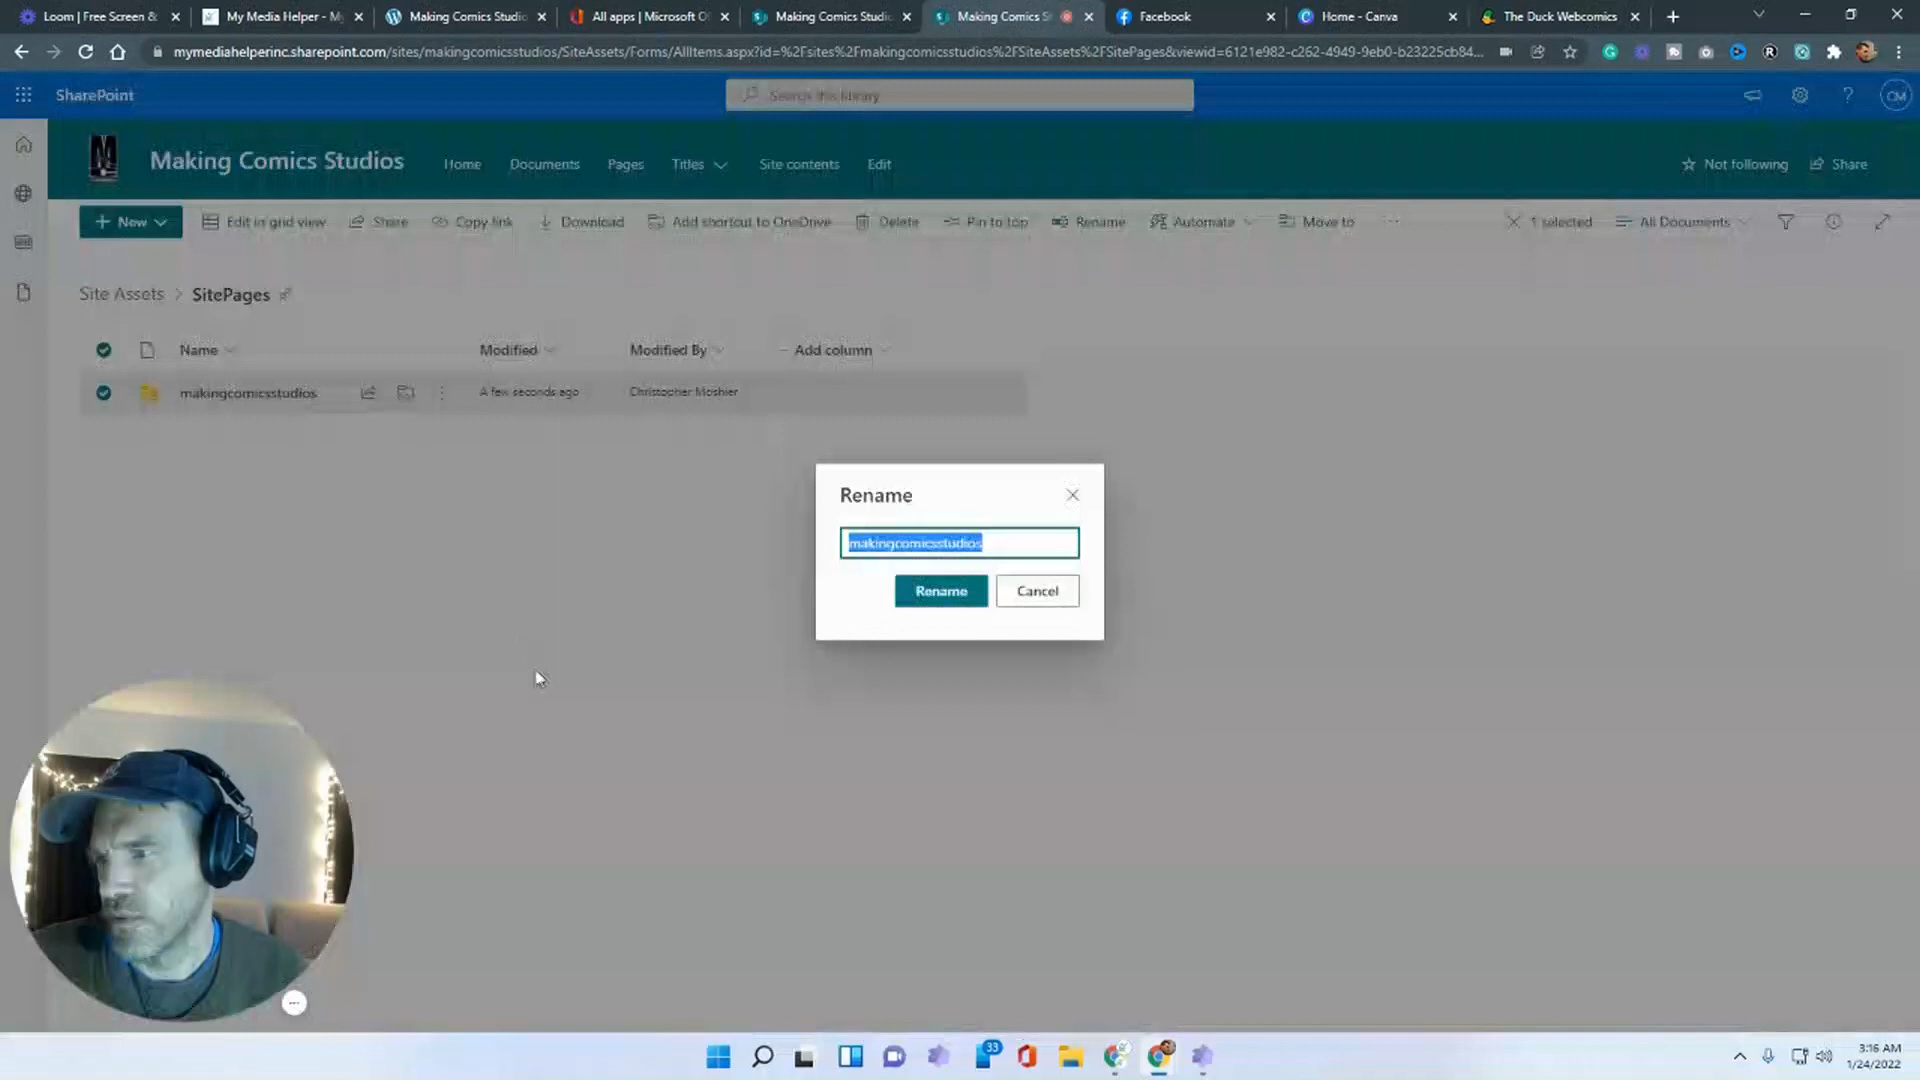 Loom | Free Screen &
My Media Helper - My
Making Comics Studio
All apps | Microsoft O
Making Comics Studio
Making Comics S
Facebook
Home - Canva
The Duck Webcomics
mymediahelperinc.sharepoint.com/sites/makingcomicsstudios/SiteAssets/Forms/AllItems.aspx?id=%2Fsites%2Fmakingcomicsstudios%2FSiteAssets%2FSitePages&viewid=6121e982-c262-4949-9eb0-b23225cb84...
SharePoint
Search this library
CM
Making Comics Studios
Home
Documents
Pages
Titles
Site contents
Edit
Not following
Share
New
Edit in grid view
Share
Copy link
Download
Add shortcut to OneDrive
Delete
Pin to top
Rename
Automate
Move to
1 selected
All Documents
Site Assets > SitePages
Name
Modified
Modified By
Add column
makingcomicsstudios
A few seconds ago
Christopher Moshier
Rename
makingcomicsstudios
Rename
Cancel
33
3:16 AM
1/24/2022